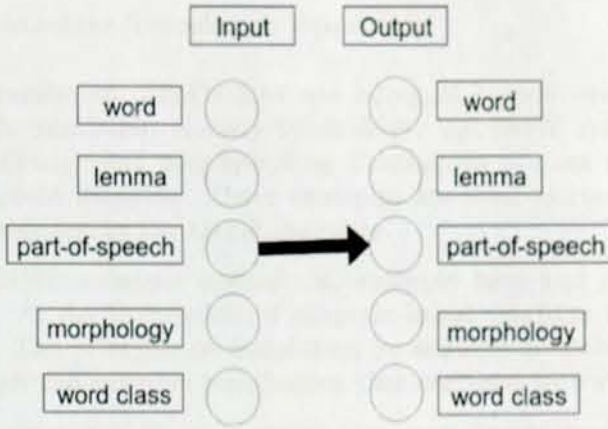 Input Output
word word
lemma lemma
part-of-speech part-of-speech
morphology morphology
word class word class